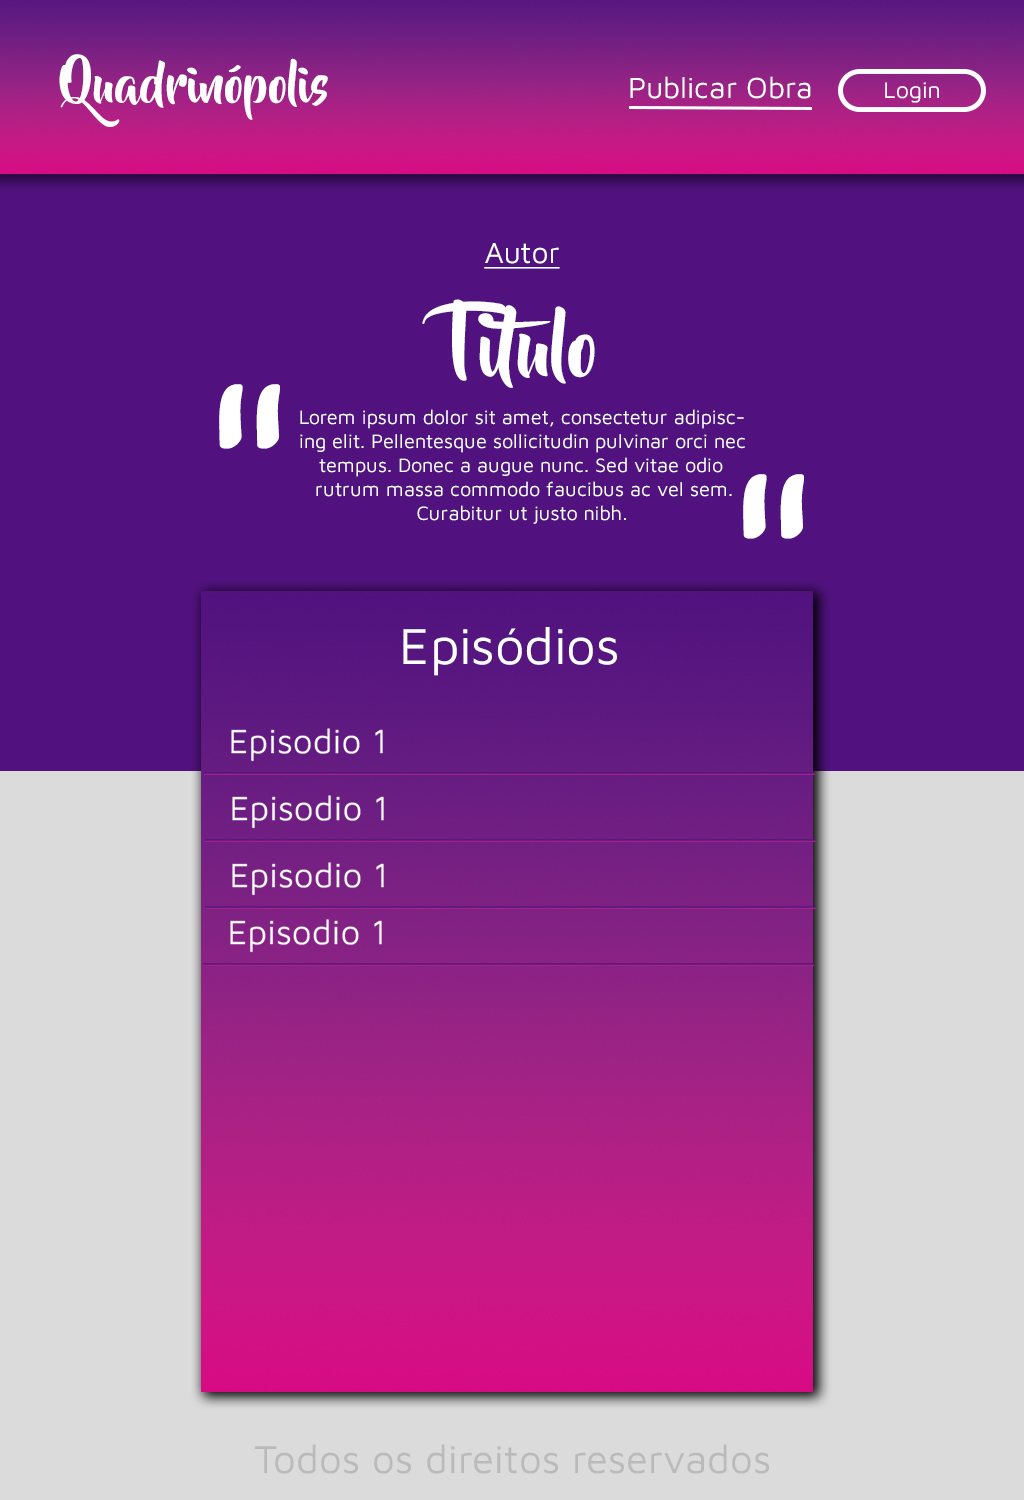 Quadrinópolis
Publicar Obra
Login
Autor
Titulo
"Lorem ipsum dolor sit amet, consectetur adipisc-
ing elit. Pellentesque sollicitudin pulvinar orci nec
tempus. Donec a augue nunc. Sed vitae odio
rutrum massa commodo faucibus ac vel sem.
Curabitur ut justo nibh."
Episódios
Episodio 1
Episodio 1
Episodio 1
Episodio 1
Todos os direitos reservados